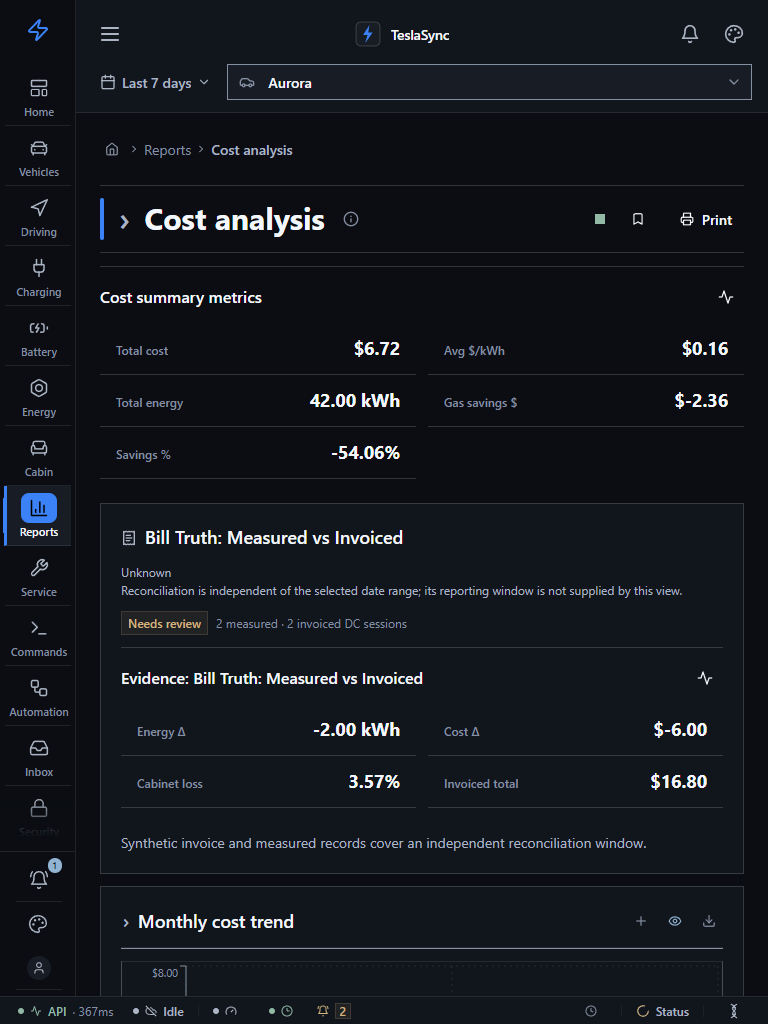 TeslaSync
Last 7 days
Aurora
Home
Vehicles
Driving
Charging
Battery
Energy
Cabin
Reports
Service
Commands
Automation
Inbox
Security
1
Reports
Cost analysis
Cost analysis
Print
Cost summary metrics
Total cost
$6.72
Avg $/kWh
$0.16
Total energy
42.00 kWh
Gas savings $
$-2.36
Savings %
-54.06%
Bill Truth: Measured vs Invoiced
Unknown
Reconciliation is independent of the selected date range; its reporting window is not supplied by this view.
Needs review
2 measured · 2 invoiced DC sessions
Evidence: Bill Truth: Measured vs Invoiced
Energy Δ
-2.00 kWh
Cost Δ
$-6.00
Cabinet loss
3.57%
Invoiced total
$16.80
Synthetic invoice and measured records cover an independent reconciliation window.
Monthly cost trend
$8.00
API · 367ms
Idle
2
Status